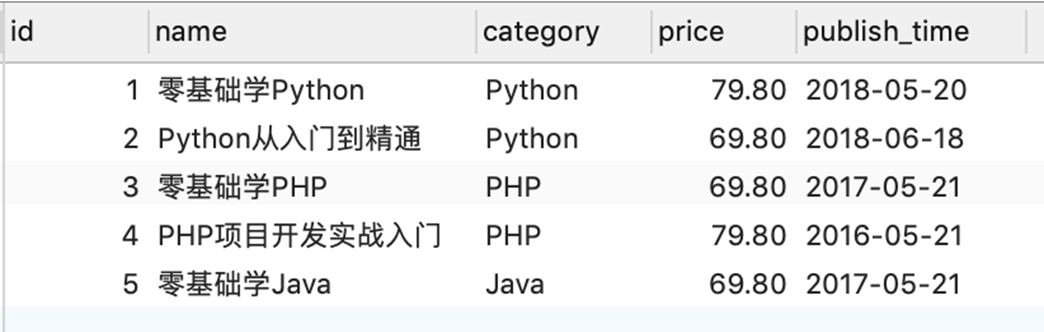 id name category price publish_time
1 零基础学Python Python 79.80 2018-05-20
2 Python从入门到精通 Python 69.80 2018-06-18
3 零基础学PHP PHP 69.80 2017-05-21
4 PHP项目开发实战入门 PHP 79.80 2016-05-21
5 零基础学Java Java 69.80 2017-05-21